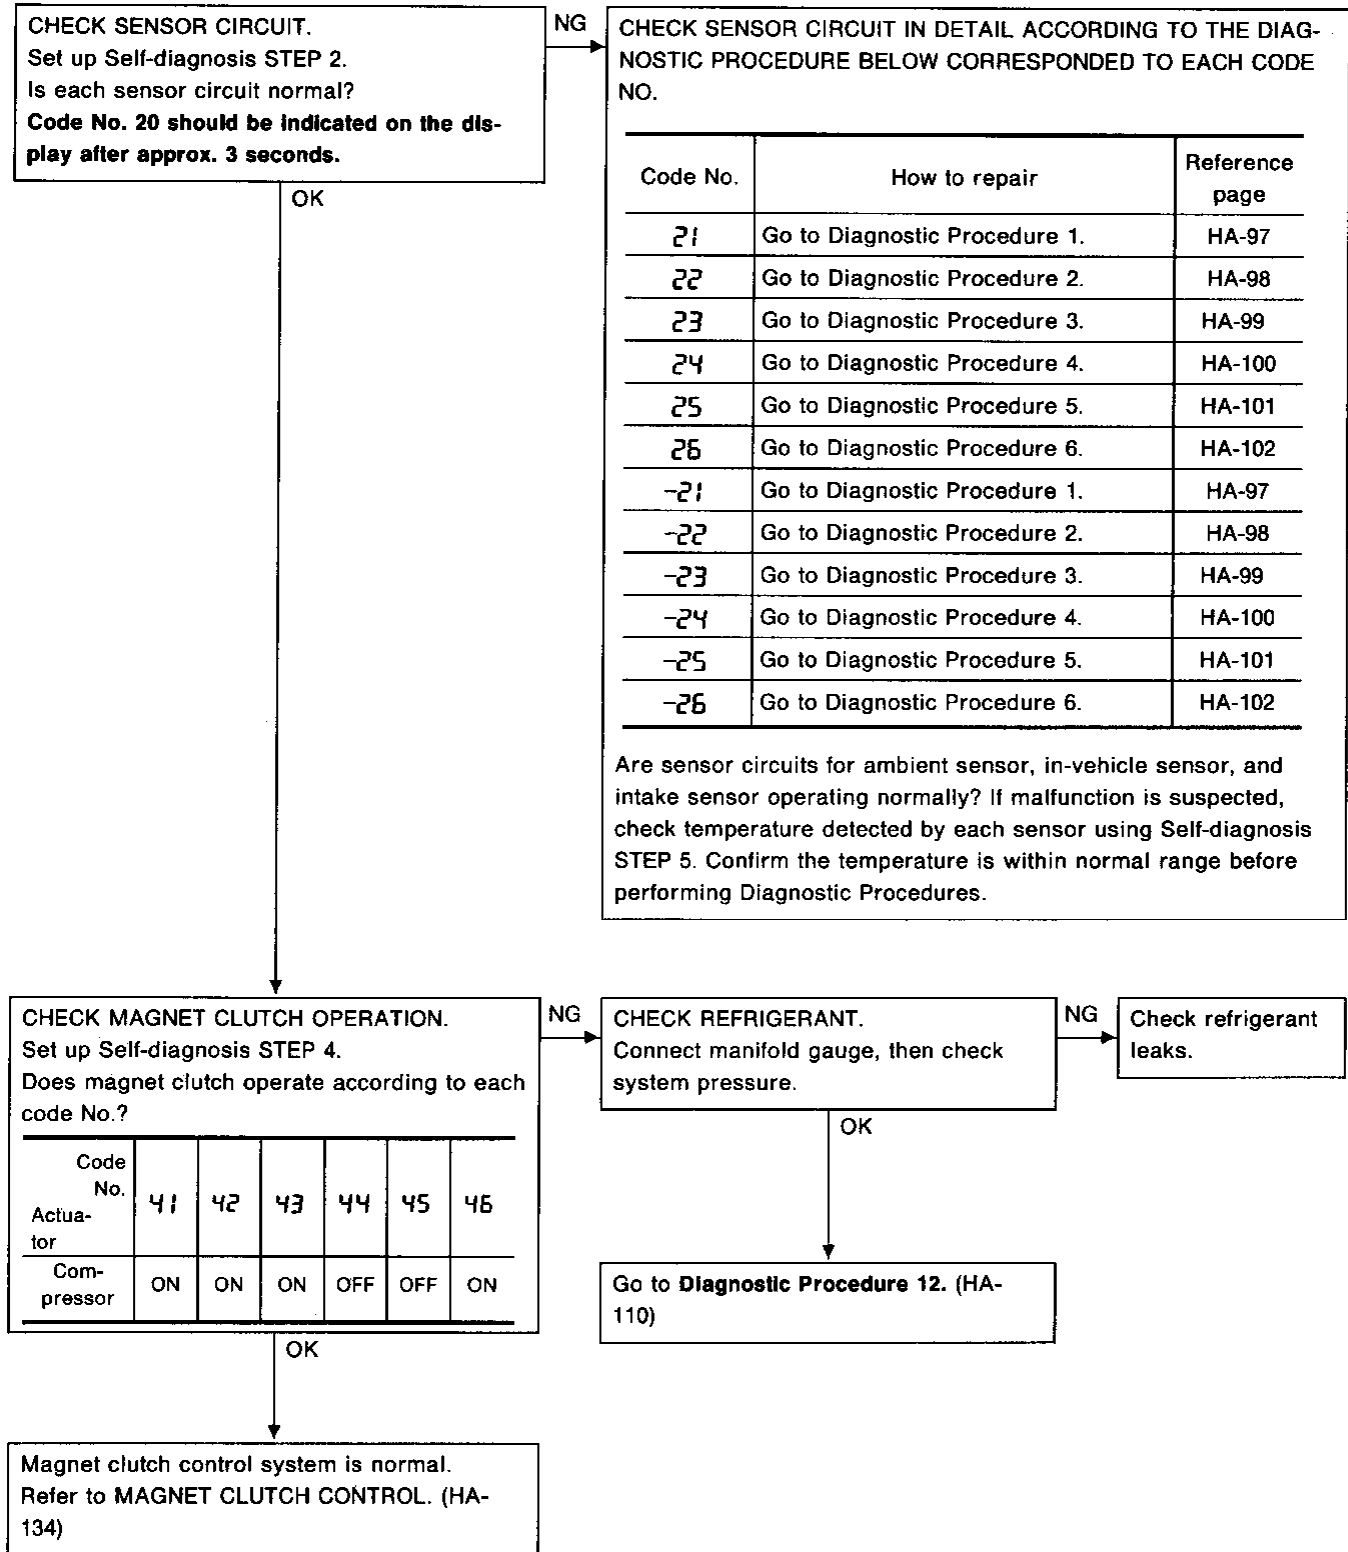 CHECK SENSOR CIRCUIT.
Set up Self-diagnosis STEP 2.
Is each sensor circuit normal?
Code No. 20 should be indicated on the dis-
play after approx. 3 seconds.
NG
OK
CHECK SENSOR CIRCUIT IN DETAIL ACCORDING TO THE DIAG-
NOSTIC PROCEDURE BELOW CORRESPONDED TO EACH CODE
NO.
Code No. How to repair Reference page
21 Go to Diagnostic Procedure 1. HA-97
22 Go to Diagnostic Procedure 2. HA-98
23 Go to Diagnostic Procedure 3. HA-99
24 Go to Diagnostic Procedure 4. HA-100
25 Go to Diagnostic Procedure 5. HA-101
26 Go to Diagnostic Procedure 6. HA-102
-21 Go to Diagnostic Procedure 1. HA-97
-22 Go to Diagnostic Procedure 2. HA-98
-23 Go to Diagnostic Procedure 3. HA-99
-24 Go to Diagnostic Procedure 4. HA-100
-25 Go to Diagnostic Procedure 5. HA-101
-26 Go to Diagnostic Procedure 6. HA-102
Are sensor circuits for ambient sensor, in-vehicle sensor, and
intake sensor operating normally? If malfunction is suspected,
check temperature detected by each sensor using Self-diagnosis
STEP 5. Confirm the temperature is within normal range before
performing Diagnostic Procedures.
CHECK MAGNET CLUTCH OPERATION.
Set up Self-diagnosis STEP 4.
Does magnet clutch operate according to each
code No.?
Code
No.
Actua-
tor
41 42 43 44 45 46
Com-
pressor
ON ON ON OFF OFF ON
NG
OK
CHECK REFRIGERANT.
Connect manifold gauge, then check
system pressure.
NG
OK
Check refrigerant
leaks.
Go to Diagnostic Procedure 12. (HA-
110)
Magnet clutch control system is normal.
Refer to MAGNET CLUTCH CONTROL. (HA-
134)